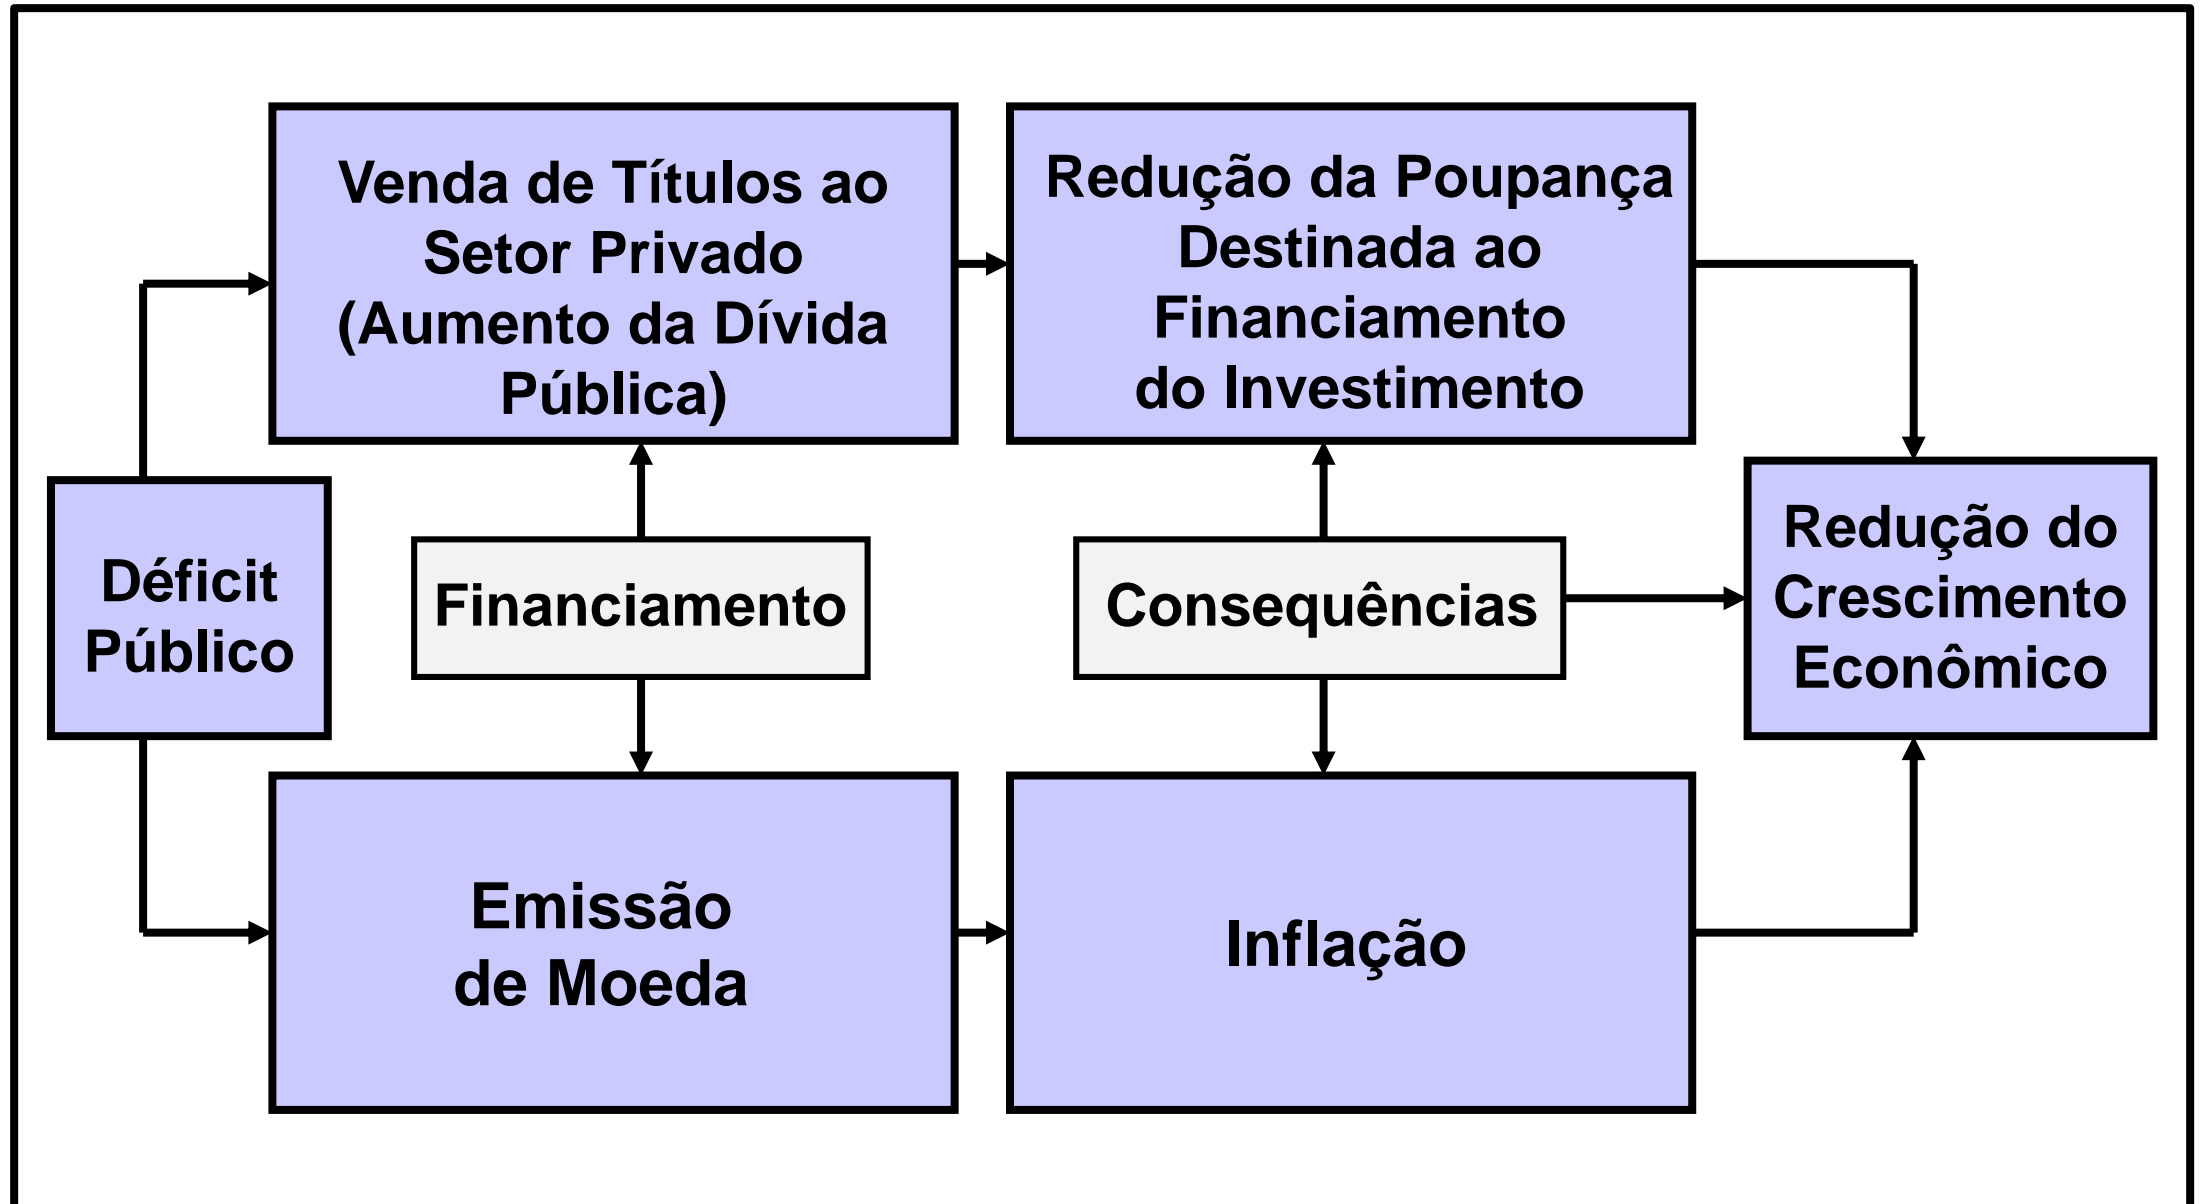 Venda de Títulos ao
Setor Privado
(Aumento da Dívida
Pública)
Redução da Poupança
Destinada ao
Financiamento
do Investimento
Déficit
Público
Financiamento
Consequências
Redução do
Crescimento
Econômico
Emissão
de Moeda
Inflação